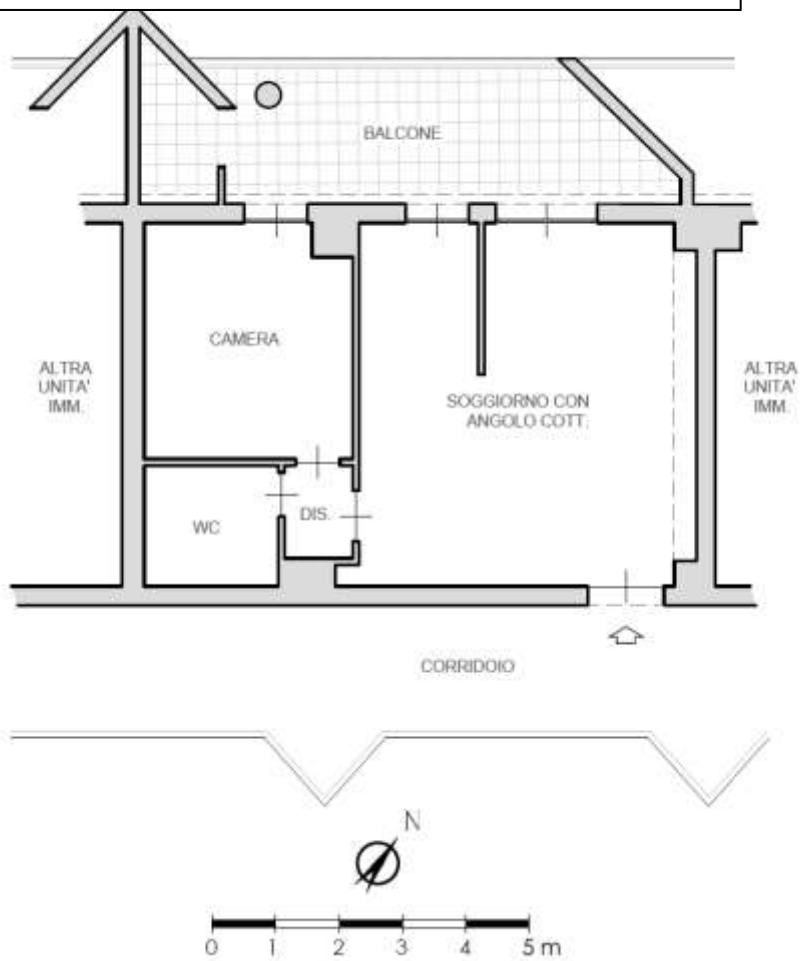 BALCONE
CAMERA
ALTRA
UNITA'
IMM.
SOGGIORNO CON
ANGOLO COTT.
ALTRA
UNITA'
IMM.
WC
DIS.
CORRIDOIO
N
0 1 2 3 4 5 m